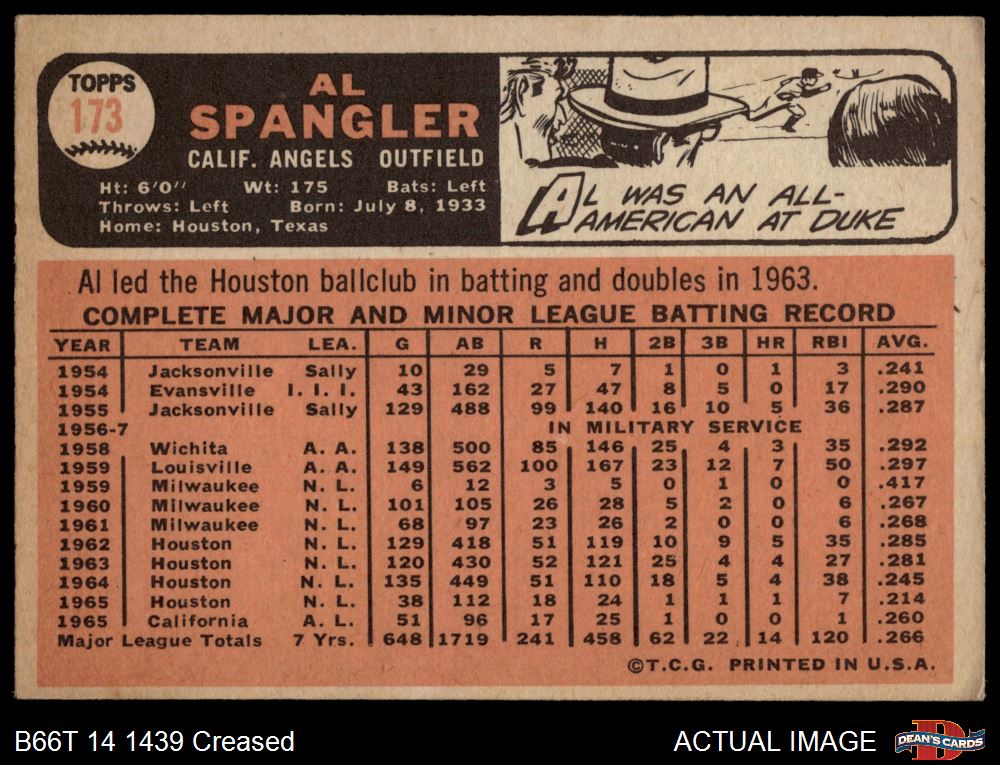 TOPPS
173
AL
SPANGLER
CALIF. ANGELS OUTFIELD
Ht: 6'0" Wt: 175 Bats: Left
Throws: Left Born: July 8, 1933
Home: Houston, Texas
AL WAS AN ALL-
AMERICAN AT DUKE
Al led the Houston ballclub in batting and doubles in 1963.
COMPLETE MAJOR AND MINOR LEAGUE BATTING RECORD
YEAR TEAM LEA. G AB R H 2B 3B HR RBI AVG.
1954 Jacksonville Sally 10 29 5 7 1 0 1 3 .241
1954 Evansville I. I. I. 43 162 27 47 8 5 0 17 .290
1955 Jacksonville Sally 129 488 99 140 16 10 5 36 .287
1956-7 IN MILITARY SERVICE
1958 Wichita A. A. 138 500 85 146 25 4 3 35 .292
1959 Louisville A. A. 149 562 100 167 23 12 7 50 .297
1959 Milwaukee N. L. 6 12 3 5 0 1 0 0 .417
1960 Milwaukee N. L. 101 105 26 28 5 2 0 6 .267
1961 Milwaukee N. L. 68 97 23 26 2 0 0 6 .268
1962 Houston N. L. 129 418 51 119 10 9 5 35 .285
1963 Houston N. L. 120 430 52 121 25 4 4 27 .281
1964 Houston N. L. 135 449 51 110 18 5 4 38 .245
1965 Houston N. L. 38 112 18 24 1 1 1 7 .214
1965 California A. L. 51 96 17 25 1 0 0 1 .260
Major League Totals 7 Yrs. 648 1719 241 458 62 22 14 120 .266
©T.C.G. PRINTED IN U.S.A.
B66T 14 1439 Creased
ACTUAL IMAGE
DEAN'S CARDS